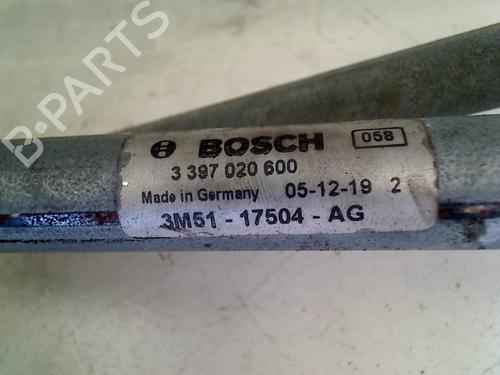 B-PARTS
BOSCH 058
3 397 020 600
Made in Germany 05-12-19 2
3M51 - 17504 - AG